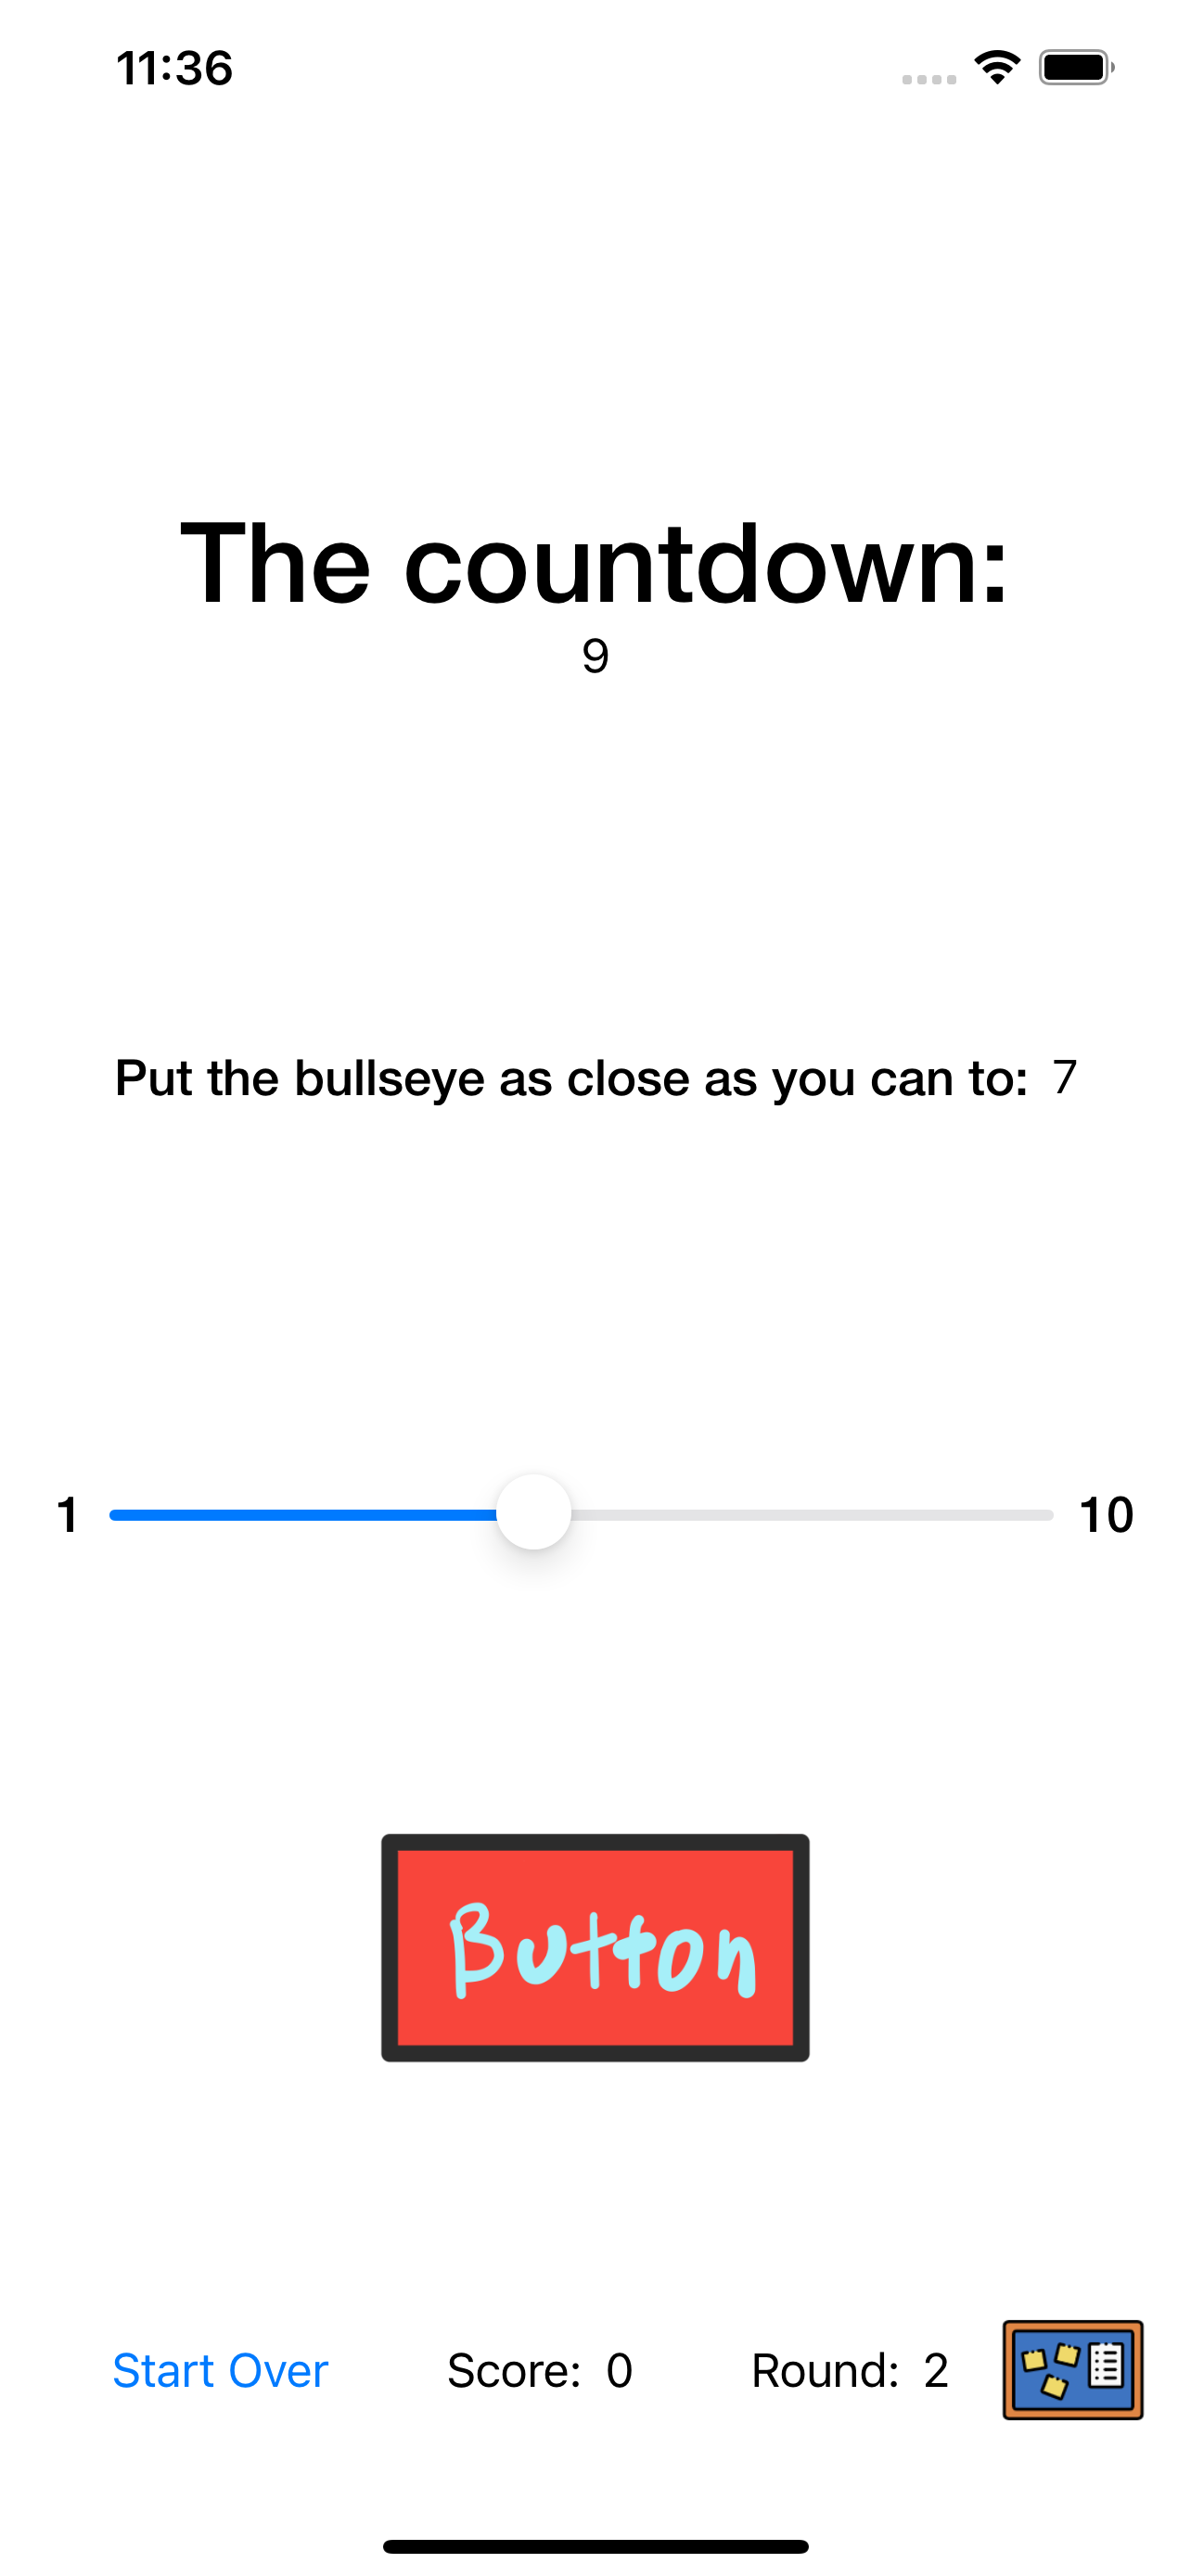 11:36
The countdown:
9
Put the bullseye as close as you can to: 7
1 10
Button
Start Over Score: 0 Round: 2